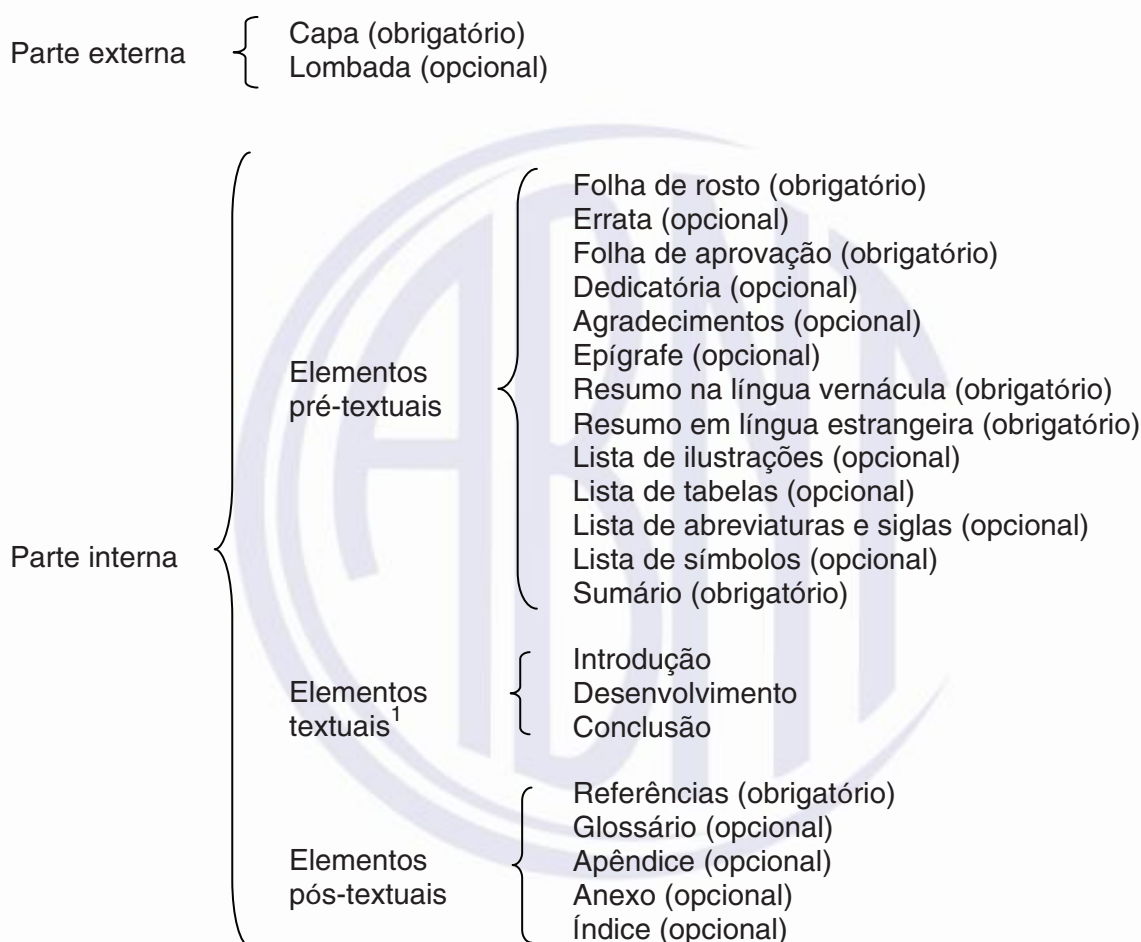 Parte externa
Capa (obrigatório)
Lombada (opcional)
Parte interna
Elementos
pré-textuais
Folha de rosto (obrigatório)
Errata (opcional)
Folha de aprovação (obrigatório)
Dedicatória (opcional)
Agradecimentos (opcional)
Epígrafe (opcional)
Resumo na língua vernácula (obrigatório)
Resumo em língua estrangeira (obrigatório)
Lista de ilustrações (opcional)
Lista de tabelas (opcional)
Lista de abreviaturas e siglas (opcional)
Lista de símbolos (opcional)
Sumário (obrigatório)
Elementos
textuais¹
Introdução
Desenvolvimento
Conclusão
Elementos
pós-textuais
Referências (obrigatório)
Glossário (opcional)
Apêndice (opcional)
Anexo (opcional)
Índice (opcional)
ABNT